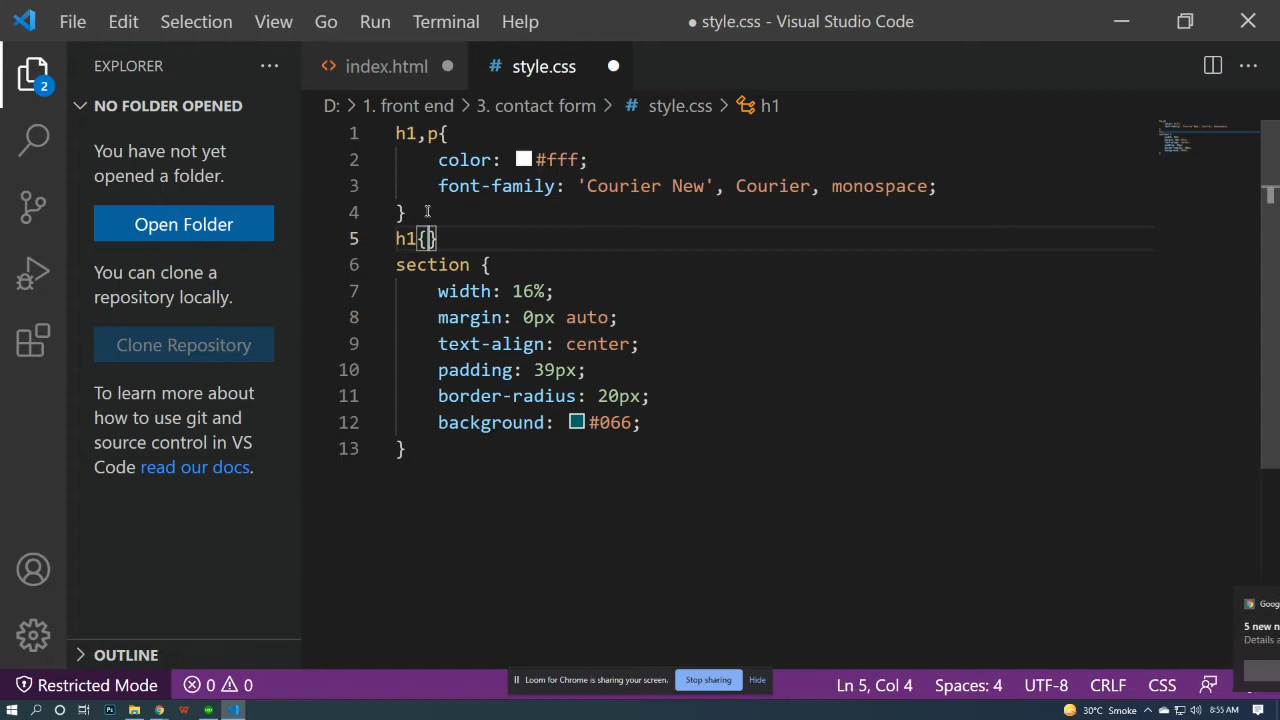 File Edit Selection View Go Run Terminal Help ● style.css - Visual Studio Code
EXPLORER
index.html
# style.css
2
NO FOLDER OPENED
D: > 1. front end > 3. contact form > # style.css > h1
You have not yet
opened a folder.
Open Folder
You can clone a
repository locally.
Clone Repository
To learn more about
how to use git and
source control in VS
Code read our docs.
OUTLINE
1 h1,p{
2 color: #fff;
3 font-family: 'Courier New', Courier, monospace;
4 }
5 h1{}
6 section {
7 width: 16%;
8 margin: 0px auto;
9 text-align: center;
10 padding: 39px;
11 border-radius: 20px;
12 background: #066;
13 }
Goog
5 new n
Details a
Restricted Mode 0 0
Loom for Chrome is sharing your screen. Stop sharing Hide
Ln 5, Col 4 Spaces: 4 UTF-8 CRLF CSS
30°C Smoke 8:55 AM